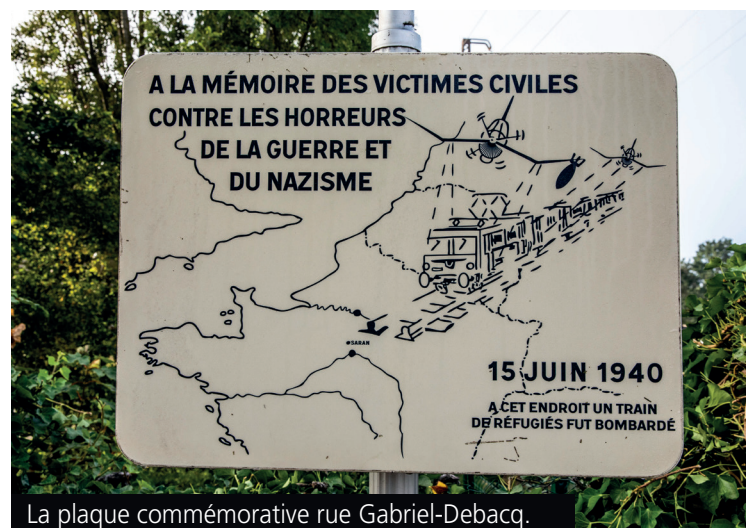 A LA MÉMOIRE DES VICTIMES CIVILES
CONTRE LES HORREURS
DE LA GUERRE ET
DU NAZISME
SARAN
15 JUIN 1940
A CET ENDROIT UN TRAIN
DE RÉFUGIÉS FUT BOMBARDÉ
La plaque commémorative rue Gabriel-Debacq.